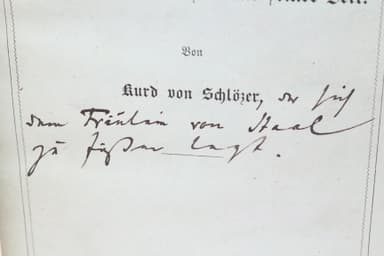 Von
Kurd von Schlözer, der sich
dem Fräulein von Staal
zu Füßen legt.